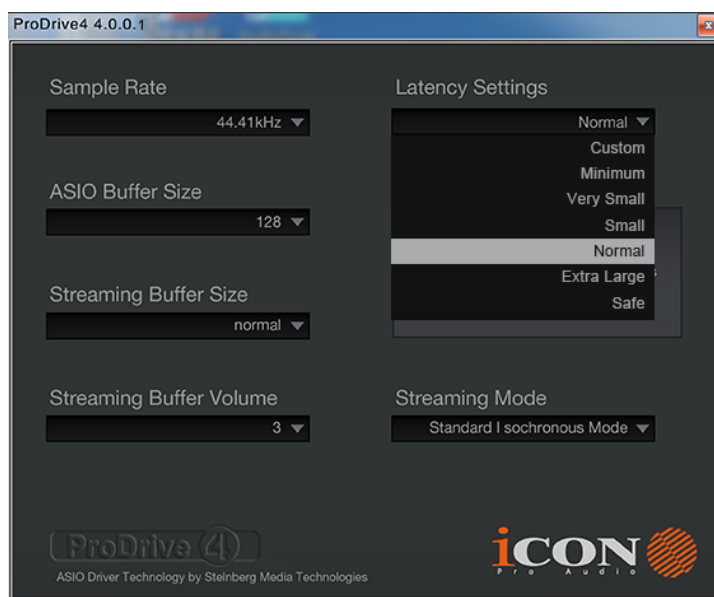 ProDrive4 4.0.0.1
Sample Rate
44.41kHz
ASIO Buffer Size
128
Streaming Buffer Size
normal
Streaming Buffer Volume
3
Latency Settings
Normal
Custom
Minimum
Very Small
Small
Normal
Extra Large
Safe
Streaming Mode
Standard I sochronous Mode
ProDrive 4
ASIO Driver Technology by Steinberg Media Technologies
iCON
Pro Audio